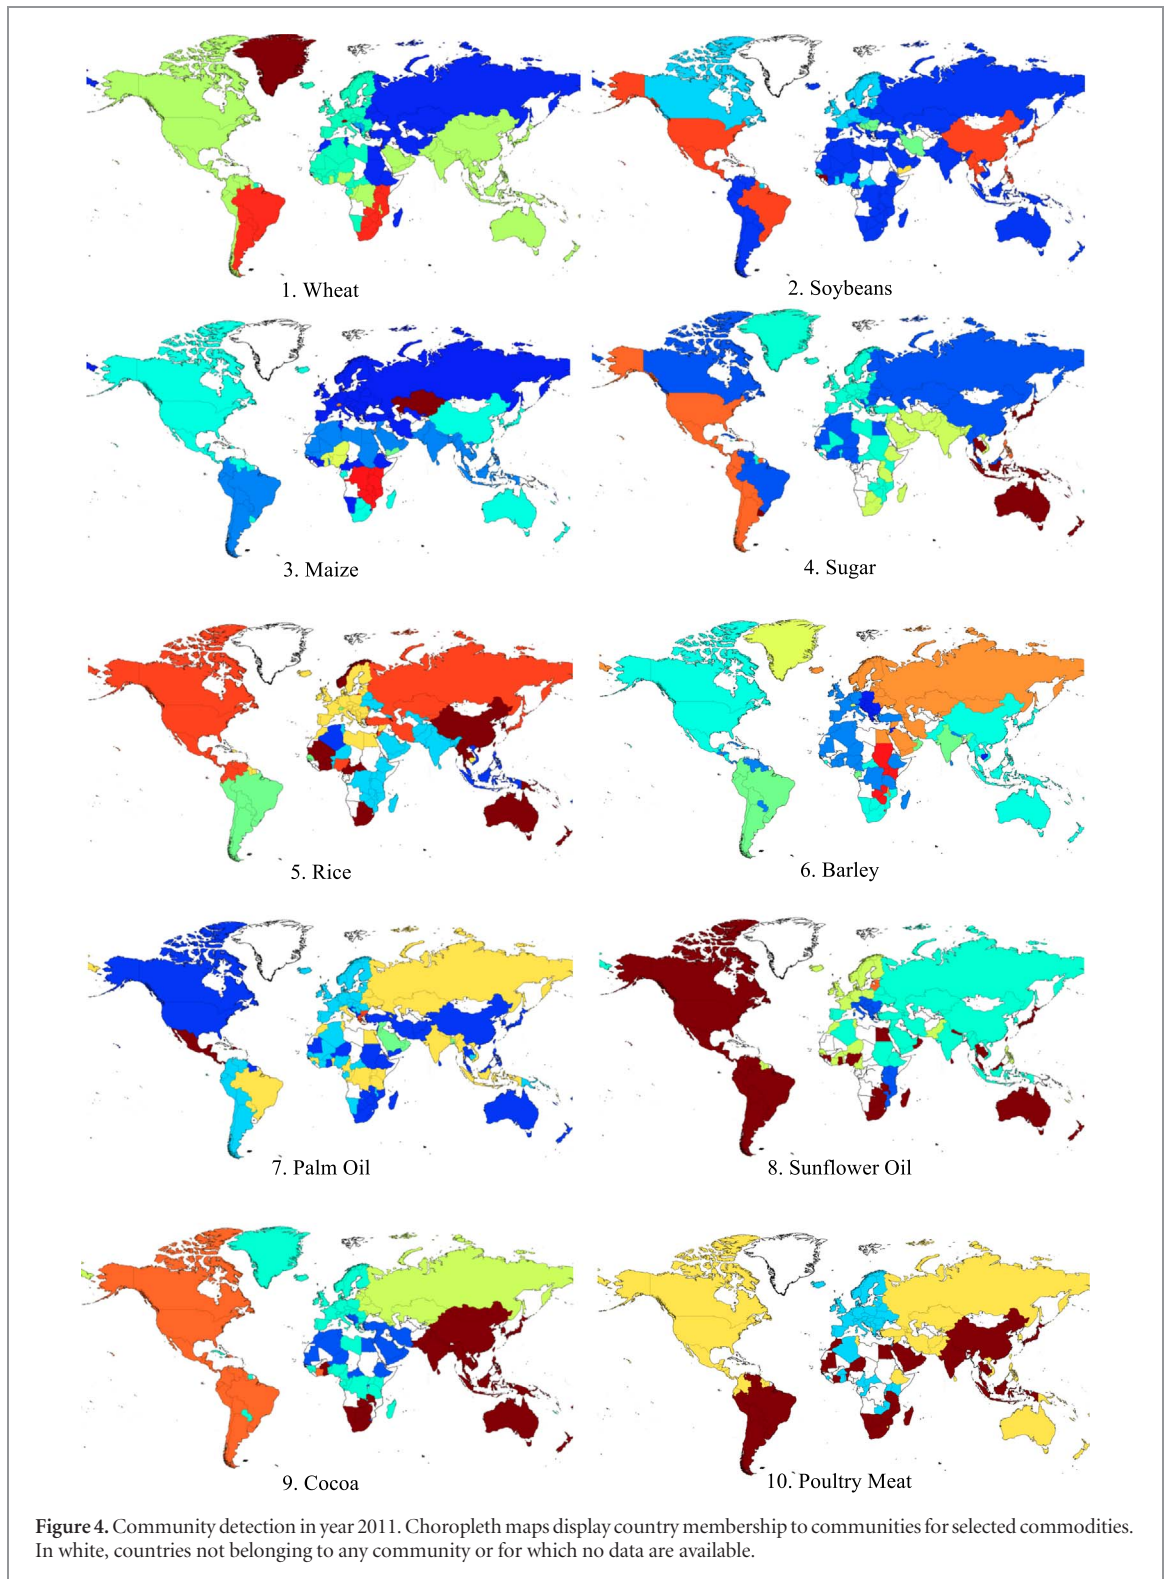 1. Wheat
2. Soybeans
3. Maize
4. Sugar
5. Rice
6. Barley
7. Palm Oil
8. Sunflower Oil
9. Cocoa
10. Poultry Meat
Figure 4. Community detection in year 2011. Choropleth maps display country membership to communities for selected commodities.
In white, countries not belonging to any community or for which no data are available.